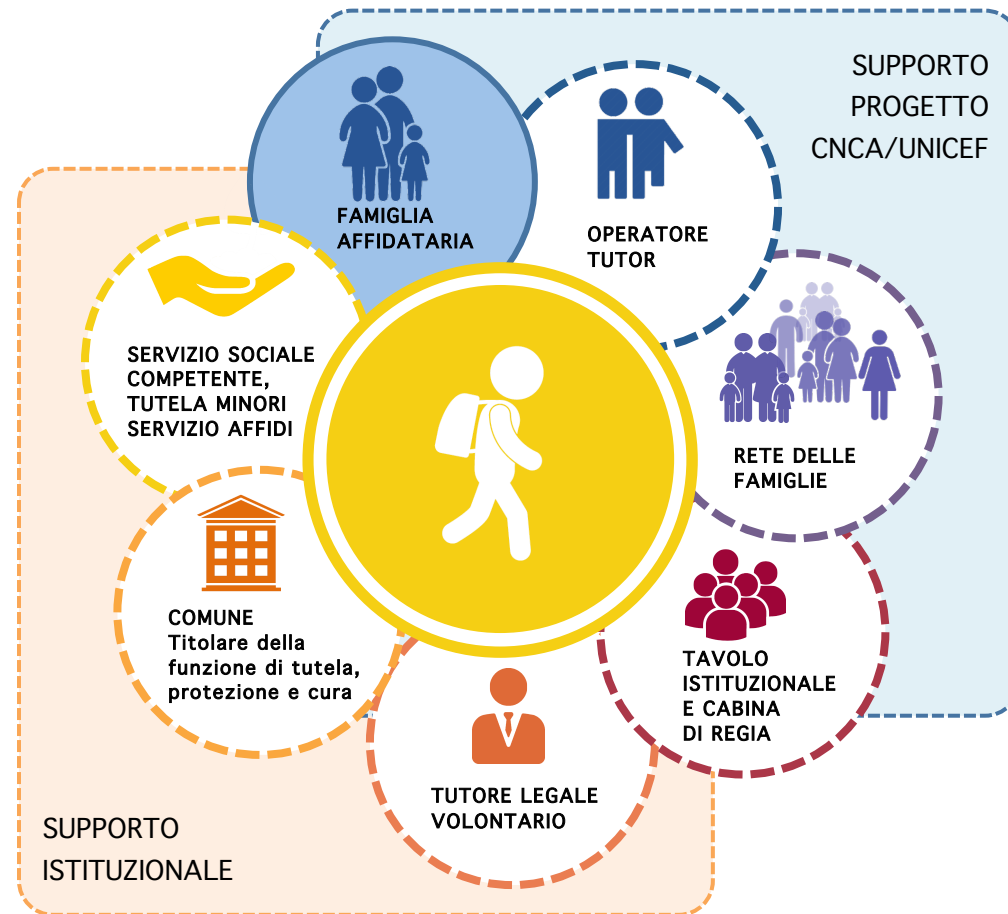 SUPPORTO
PROGETTO
CNCA/UNICEF
FAMIGLIA
AFFIDATARIA
OPERATORE
TUTOR
SERVIZIO SOCIALE
COMPETENTE,
TUTELA MINORI
SERVIZIO AFFIDI
RETE DELLE
FAMIGLIE
COMUNE
Titolare della
funzione di tutela,
protezione e cura
TAVOLO
ISTITUZIONALE
E CABINA
DI REGIA
TUTORE LEGALE
VOLONTARIO
SUPPORTO
ISTITUZIONALE